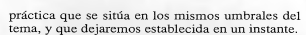 práctica que se sitúa en los mismos umbrales del
tema, y que dejaremos establecida en un instante.